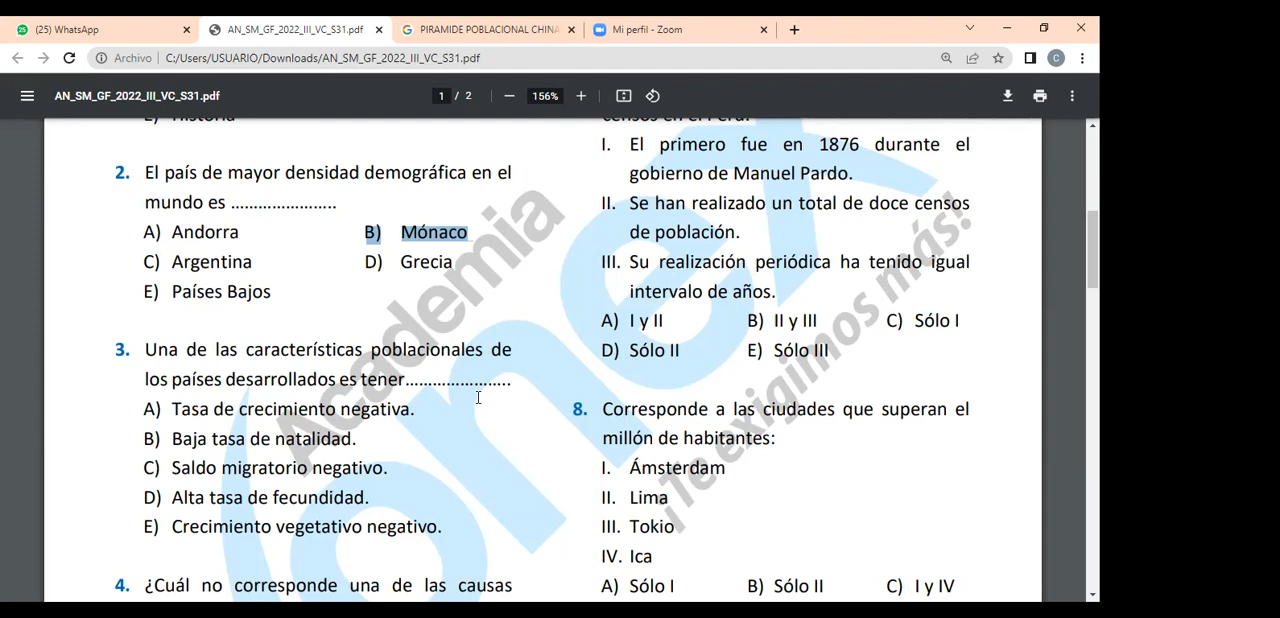 (25) WhatsApp
AN_SM_GF_2022_III_VC_S31.pdf
PIRAMIDE POBLACIONAL CHINA
Mi perfil - Zoom
Archivo
C:/Users/USUARIO/Downloads/AN_SM_GF_2022_III_VC_S31.pdf
C
AN_SM_GF_2022_III_VC_S31.pdf
1 / 2
156%
E) Historia
2. El país de mayor densidad demográfica en el
mundo es .......................
A) Andorra B) Mónaco
C) Argentina D) Grecia
E) Países Bajos
3. Una de las características poblacionales de
los países desarrollados es tener.......................
A) Tasa de crecimiento negativa.
B) Baja tasa de natalidad.
C) Saldo migratorio negativo.
D) Alta tasa de fecundidad.
E) Crecimiento vegetativo negativo.
4. ¿Cuál no corresponde una de las causas
censos en el Perú.
I. El primero fue en 1876 durante el
gobierno de Manuel Pardo.
II. Se han realizado un total de doce censos
de población.
III. Su realización periódica ha tenido igual
intervalo de años.
A) I y II B) II y III C) Sólo I
D) Sólo II E) Sólo III
8. Corresponde a las ciudades que superan el
millón de habitantes:
I. Ámsterdam
II. Lima
III. Tokio
IV. Ica
A) Sólo I B) Sólo II C) I y IV
Academia
onex
¡Te exigimos más!